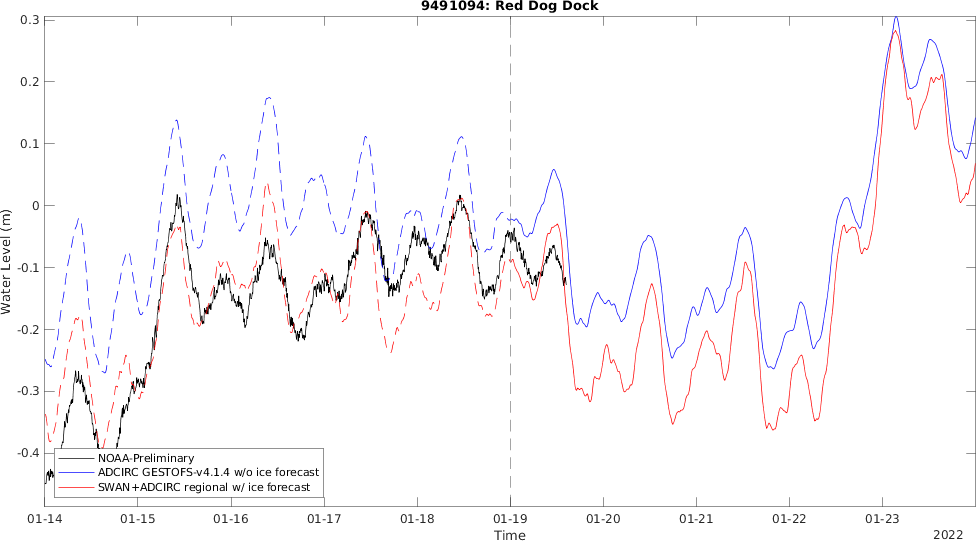 9491094: Red Dog Dock
0.3
0.2
0.1
0
-0.1
-0.2
-0.3
-0.4
Water Level (m)
NOAA-Preliminary
ADCIRC GESTOFS-v4.1.4 w/o ice forecast
SWAN+ADCIRC regional w/ ice forecast
01-14 01-15 01-16 01-17 01-18 01-19 01-20 01-21 01-22 01-23
Time
2022